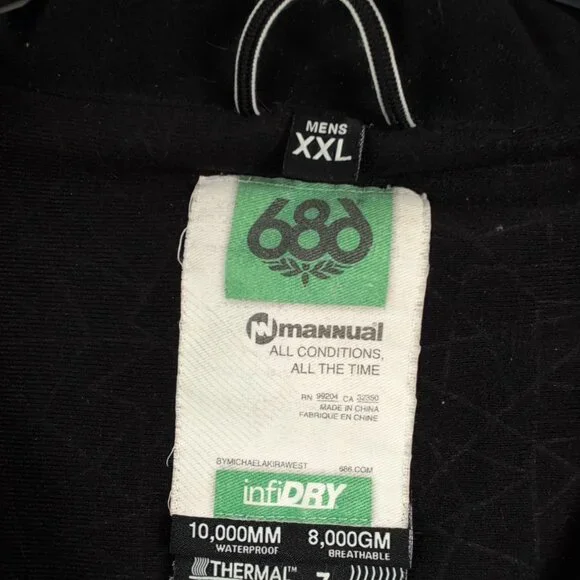 MENS
XXL
686
mannual
ALL CONDITIONS,
ALL THE TIME
RN 99204 CA 32350
MADE IN CHINA
FABRIQUE EN CHINE
BYMICHAELAKIRAWEST 686.COM
infiDRY
10,000MM 8,000GM
WATERPROOF BREATHABLE
THERMAL™